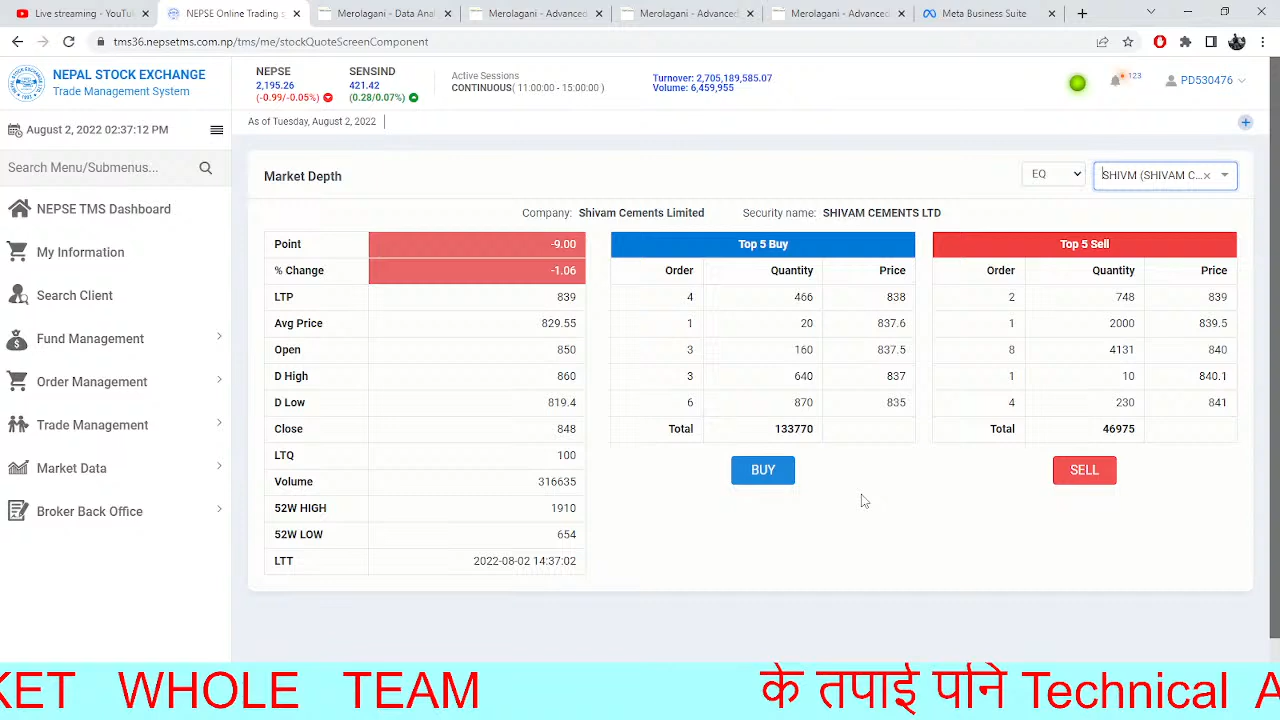 Live streaming - YouTu
NEPSE Online Trading s
Merolagani - Data Anal
Merolagani - Advanced
Merolagani - Advanced
Merolagani - Advanced
Meta Business Suite
tms36.nepsetms.com.np/tms/me/stockQuoteScreenComponent
NEPAL STOCK EXCHANGE
Trade Management System
NEPSE
2,195.26
(-0.99/-0.05%)
SENSIND
421.42
(0.28/0.07%)
Active Sessions
CONTINUOUS( 11:00:00 - 15:00:00 )
Turnover: 2,705,189,585.07
Volume: 6,459,955
123
PD530476
August 2, 2022 02:37:12 PM
As of Tuesday, August 2, 2022
Search Menu/Submenus...
NEPSE TMS Dashboard
My Information
Search Client
Fund Management
Order Management
Trade Management
Market Data
Broker Back Office
Market Depth
EQ
SHIVM (SHIVAM C...
Company: Shivam Cements Limited Security name: SHIVAM CEMENTS LTD
Point -9.00
% Change -1.06
LTP 839
Avg Price 829.55
Open 850
D High 860
D Low 819.4
Close 848
LTQ 100
Volume 316635
52W HIGH 1910
52W LOW 654
LTT 2022-08-02 14:37:02
Top 5 Buy
Order Quantity Price
4 466 838
1 20 837.6
3 160 837.5
3 640 837
6 870 835
Total 133770
BUY
Top 5 Sell
Order Quantity Price
2 748 839
1 2000 839.5
8 4131 840
1 10 840.1
4 230 841
Total 46975
SELL
KET WHOLE TEAM के तपाई पनि Technical A